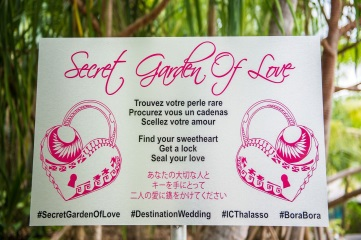 Secret Garden Of Love
Trouvez votre perle rare
Procurez vous un cadenas
Scellez votre amour
Find your sweetheart
Get a lock
Seal your love
あなたの大切な人と
キーを手にとって
二人の愛に鍵をかけてください
#SecretGardenOfLove #DestinationWedding #ICThalasso #BoraBora